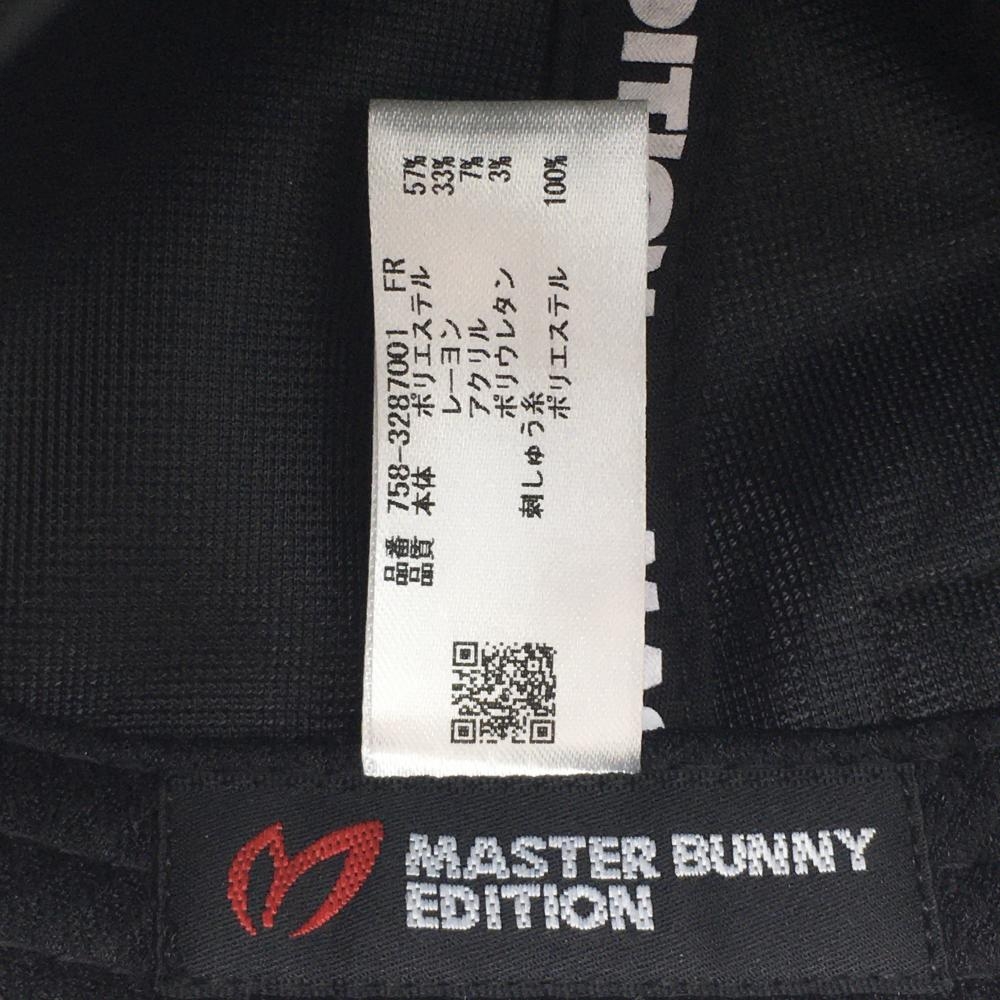 品番 758-3287001 FR
品質 本体 ポリエステル 57%
レーヨン 33%
アクリル 7%
ポリウレタン 3%
刺しゅう糸
ポリエステル 100%
MASTER BUNNY
EDITION